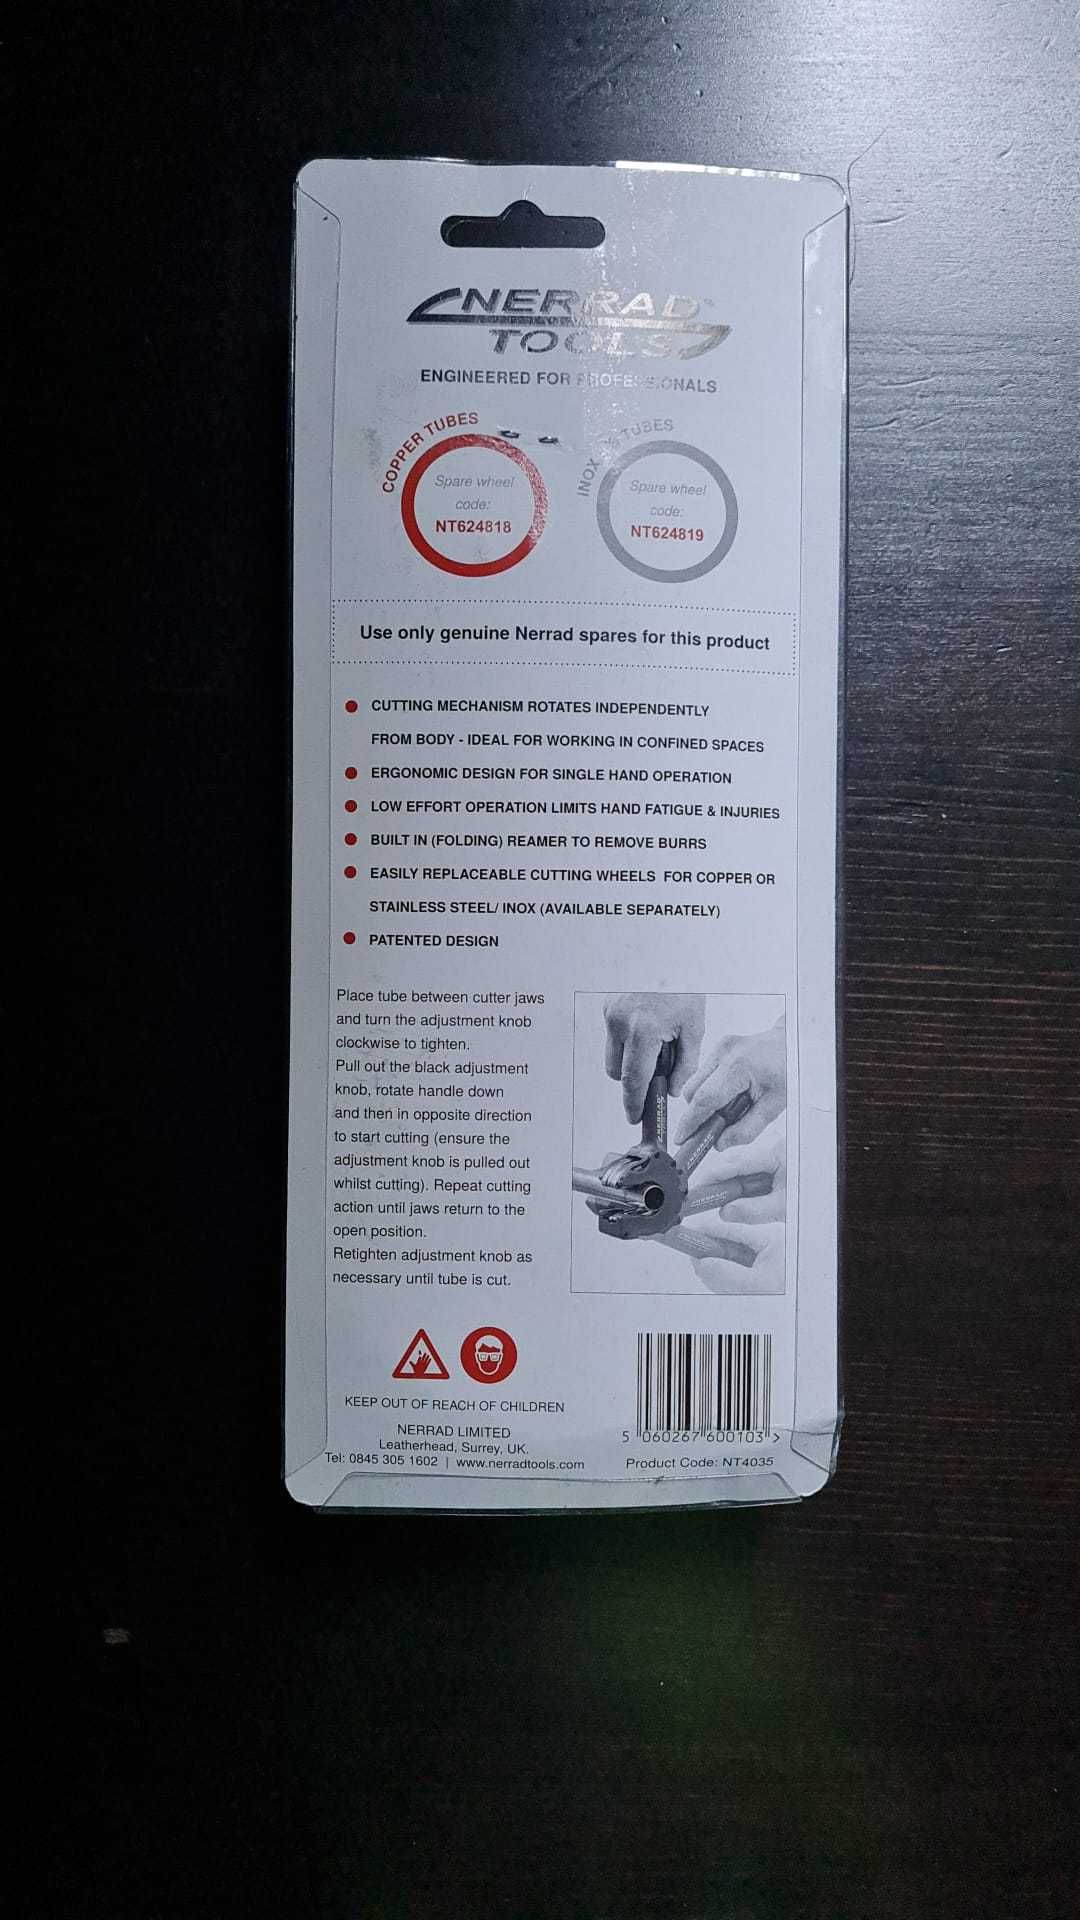 NERRAD
TOOLS
ENGINEERED FOR PROFESSIONALS
COPPER TUBES
Spare wheel
code:
NT624818
INOX TUBES
Spare wheel
code:
NT624819
Use only genuine Nerrad spares for this product
CUTTING MECHANISM ROTATES INDEPENDENTLY
FROM BODY - IDEAL FOR WORKING IN CONFINED SPACES
ERGONOMIC DESIGN FOR SINGLE HAND OPERATION
LOW EFFORT OPERATION LIMITS HAND FATIGUE & INJURIES
BUILT IN (FOLDING) REAMER TO REMOVE BURRS
EASILY REPLACEABLE CUTTING WHEELS FOR COPPER OR
STAINLESS STEEL/ INOX (AVAILABLE SEPARATELY)
PATENTED DESIGN
Place tube between cutter jaws
and turn the adjustment knob
clockwise to tighten.
Pull out the black adjustment
knob, rotate handle down
and then in opposite direction
to start cutting (ensure the
adjustment knob is pulled out
whilst cutting). Repeat cutting
action until jaws return to the
open position.
Retighten adjustment knob as
necessary until tube is cut.
NERRAD
NERRAD
NERRAD
KEEP OUT OF REACH OF CHILDREN
NERRAD LIMITED
Leatherhead, Surrey, UK.
Tel: 0845 305 1602 | www.nerradtools.com
5 060267 600103 >
Product Code: NT4035